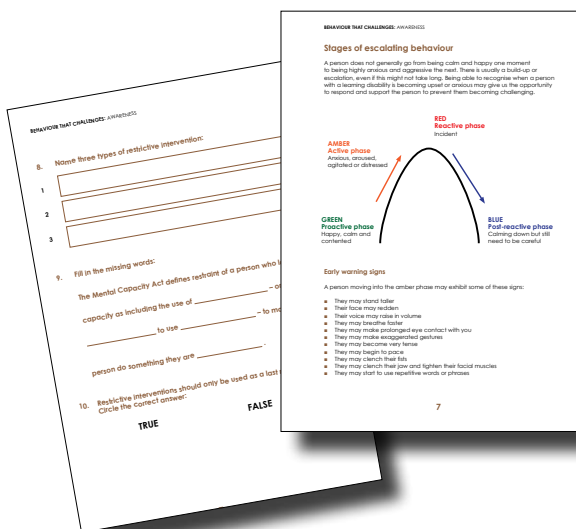 BEHAVIOUR THAT CHALLENGES: AWARENESS
8. Name three types of restrictive intervention:
1
2
3
9. Fill in the missing words:
The Mental Capacity Act defines restraint of a person who
capacity as including the use of ____________ –
____________ to use ____________ – to
person do something they are ____________ .
10. Restrictive interventions should only be used as a last
Circle the correct answer:
TRUE FALSE
BEHAVIOUR THAT CHALLENGES: AWARENESS
Stages of escalating behaviour
A person does not generally go from being calm and happy one moment
to being highly anxious and aggressive the next. There is usually a build-up or
escalation, even if this might not take long. Being able to recognise when a person
with a learning disability is becoming upset or anxious may give us the opportunity
to respond and support the person to prevent them becoming challenging.
RED
Reactive phase
Incident
AMBER
Active phase
Anxious, aroused,
agitated or distressed
GREEN
Proactive phase
Happy, calm and
contented
BLUE
Post-reactive phase
Calming down but still
need to be careful
Early warning signs
A person moving into the amber phase may exhibit some of these signs:
■ They may stand taller
■ Their face may redden
■ Their voice may raise in volume
■ They may breathe faster
■ They may make prolonged eye contact with you
■ They may make exaggerated gestures
■ They may become very tense
■ They may begin to pace
■ They may clench their fists
■ They may clench their jaw and tighten their facial muscles
■ They may start to use repetitive words or phrases
7